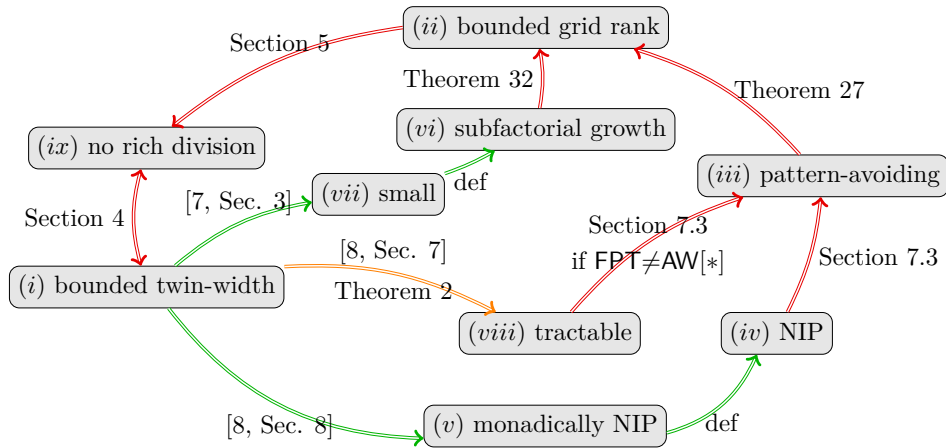 (ii) bounded grid rank
Section 5
Theorem 32
Theorem 27
(vi) subfactorial growth
(ix) no rich division
(iii) pattern-avoiding
(vii) small
def
[7, Sec. 3]
Section 4
Section 7.3
if FPT≠AW[*]
[8, Sec. 7]
Theorem 2
Section 7.3
(i) bounded twin-width
(viii) tractable
(iv) NIP
[8, Sec. 8]
(v) monadically NIP
def